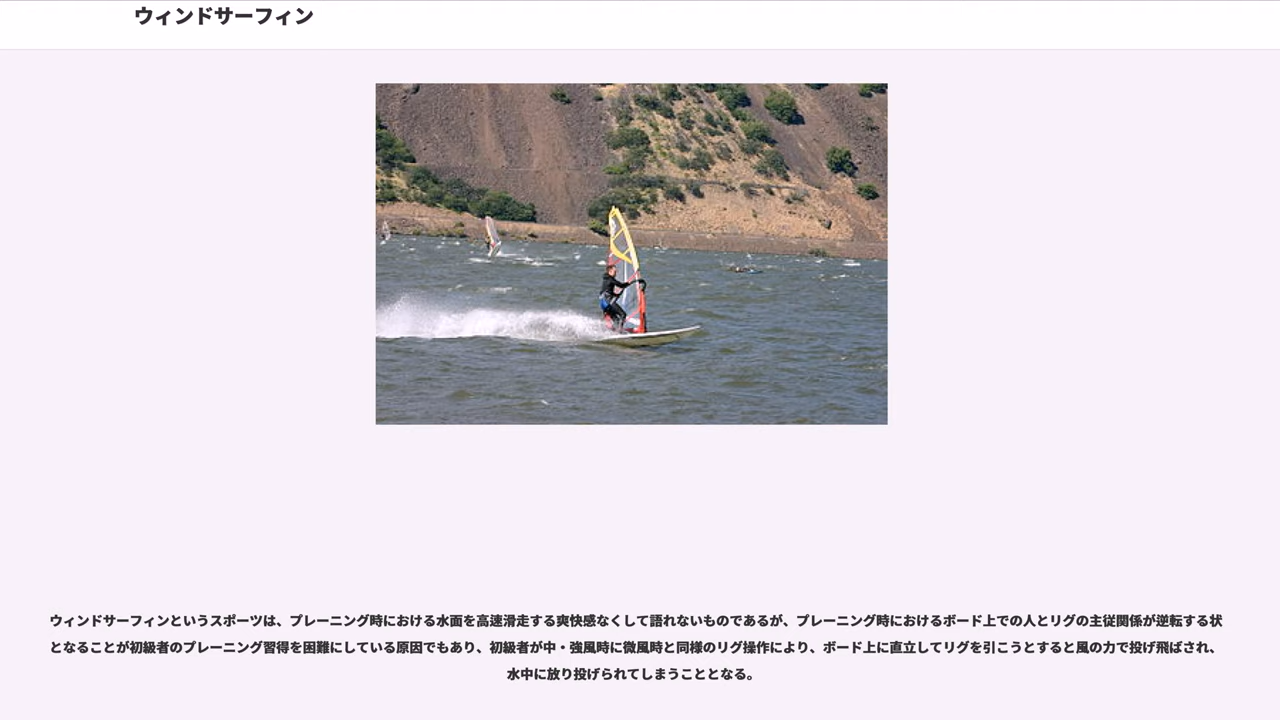 ウィンドサーフィン
ウィンドサーフィンというスポーツは、プレーニング時における水面を高速滑走する爽快感なくして語れないものであるが、プレーニング時におけるボード上での人とリグの主従関係が逆転する状
となることが初級者のプレーニング習得を困難にしている原因でもあり、初級者が中・強風時に微風時と同様のリグ操作により、ボード上に直立してリグを引こうとすると風の力で投げ飛ばされ、
水中に放り投げられてしまうこととなる。